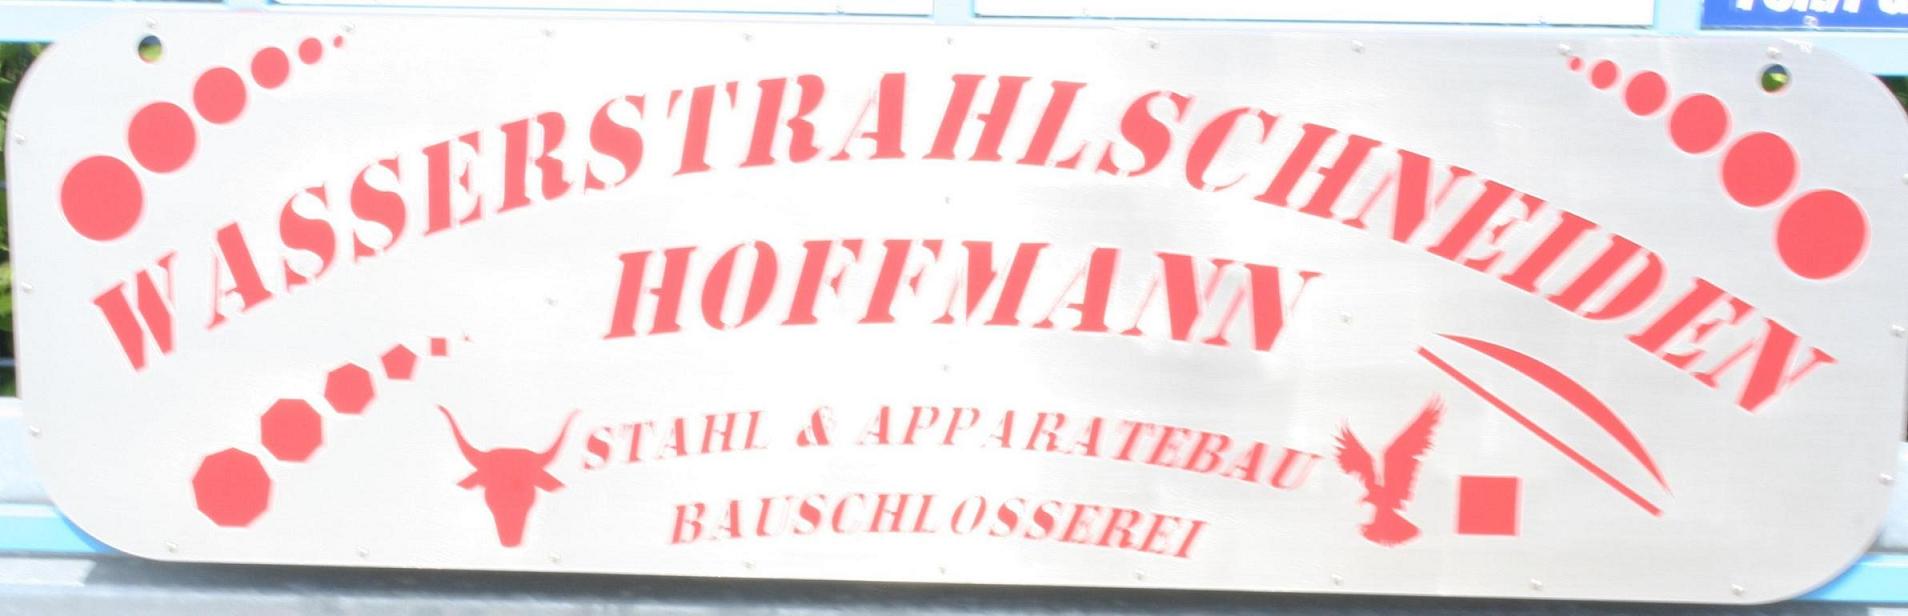 WASSERSTRAHLSCHNEIDEN
HOFFMANN
STAHL & APPARATEBAU
BAUSCHLOSSEREI